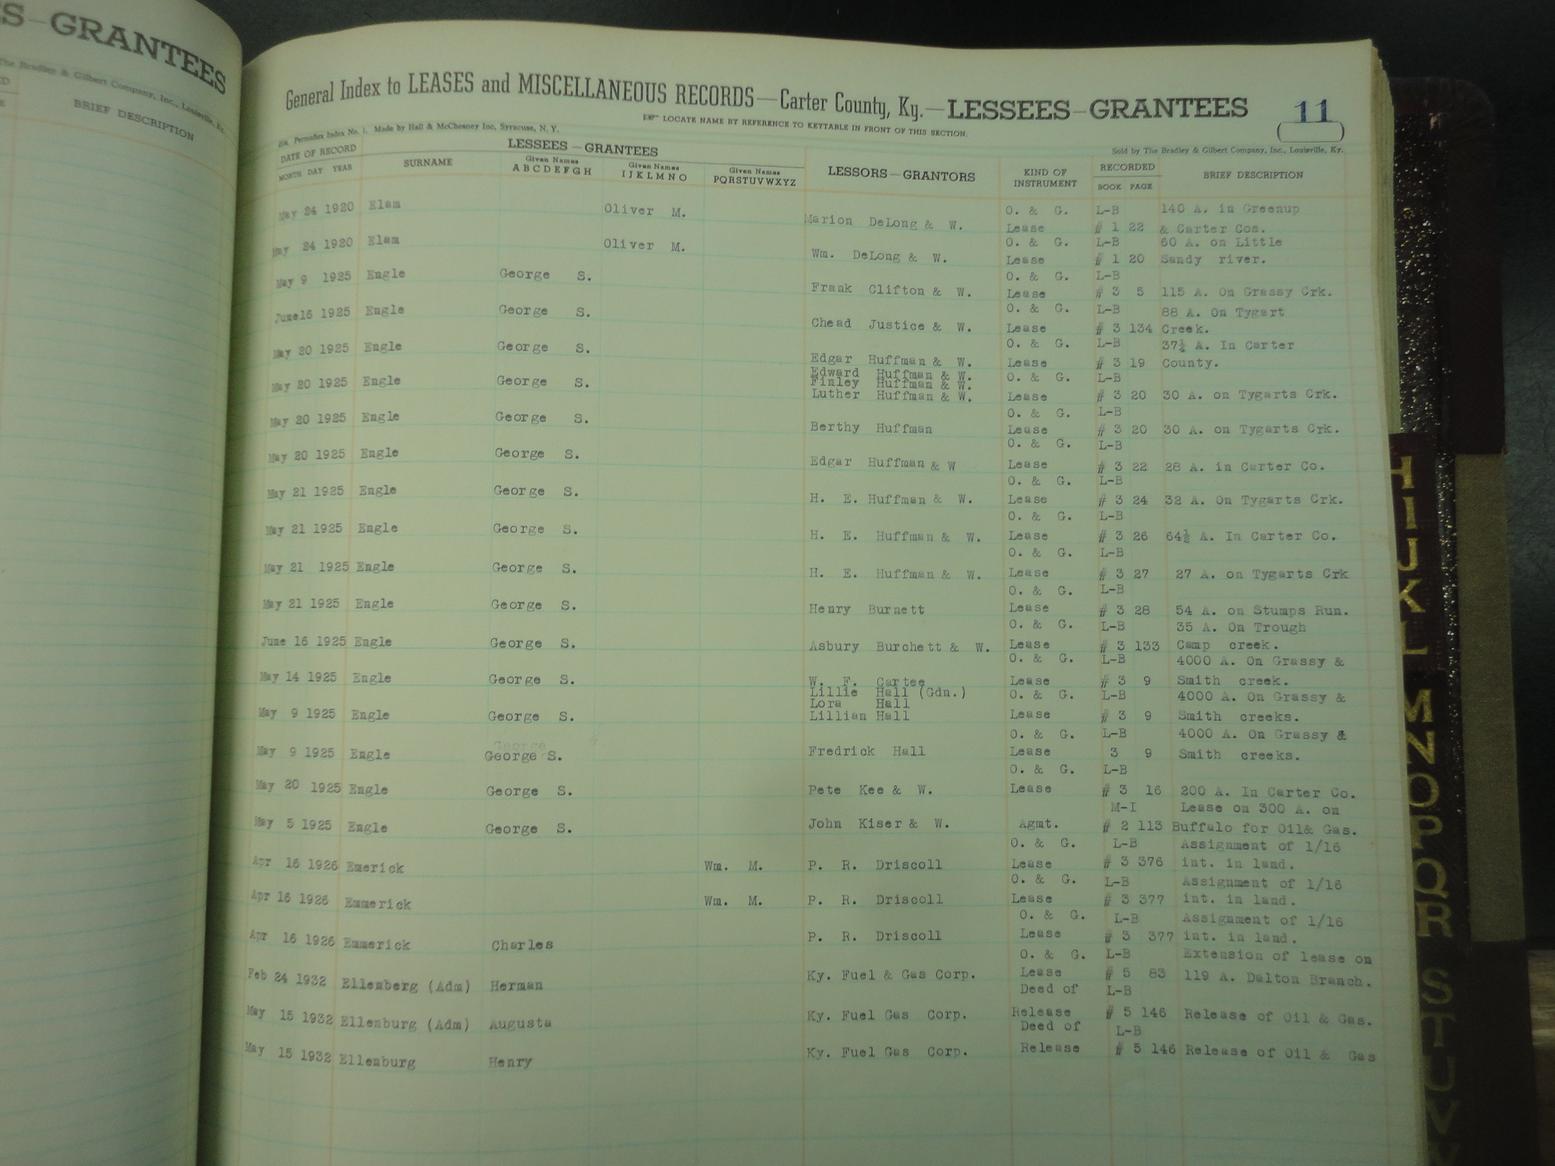 ES—GRANTEES
The Bradley & Gilbert Company, Inc., Louisville, Ky.
BRIEF DESCRIPTION
General Index to LEASES and MISCELLANEOUS RECORDS—Carter County, Ky.—LESSEES—GRANTEES 11
LOCATE NAME BY REFERENCE TO KEYTABLE IN FRONT OF THIS SECTION.
Permadex Index No. 1. Made by Hall & McChesney Inc, Syracuse, N. Y.
Sold by The Bradley & Gilbert Company, Inc., Louisville, Ky.
DATE OF RECORD LESSEES—GRANTEES LESSORS—GRANTORS KIND OF INSTRUMENT RECORDED BRIEF DESCRIPTION
MONTH DAY YEAR SURNAME Given Names ABCDEFGH Given Names IJKLMNO Given Names PQRSTUVWXYZ BOOK PAGE
May 24 1920 Elam Oliver M. Marion DeLong & W. O. & G. Lease L-B # 1 22 140 A. in Greenup & Carter Cos.
May 24 1920 Elam Oliver M. Wm. DeLong & W. O. & G. Lease L-B # 1 20 60 A. on Little Sandy river.
May 9 1925 Engle George S. Frank Clifton & W. O. & G. Lease L-B # 3 5 115 A. On Grassy Crk.
June16 1925 Engle George S. Chead Justice & W. O. & G. Lease L-B # 3 134 88 A. On Tygart Creek.
May 20 1925 Engle George S. Edgar Huffman & W. O. & G. Lease L-B # 3 19 37½ A. In Carter County.
May 20 1925 Engle George S. Edward Huffman & W. Finley Huffman & W. Luther Huffman & W. O. & G. Lease L-B # 3 20 30 A. on Tygarts Crk.
May 20 1925 Engle George S. Berthy Huffman O. & G. Lease L-B # 3 20 30 A. on Tygarts Crk.
May 20 1925 Engle George S. Edgar Huffman & W O. & G. Lease L-B # 3 22 28 A. in Carter Co.
May 21 1925 Engle George S. H. E. Huffman & W. O. & G. Lease L-B # 3 24 32 A. On Tygarts Crk.
May 21 1925 Engle George S. H. E. Huffman & W. O. & G. Lease L-B # 3 26 64½ A. In Carter Co.
May 21 1925 Engle George S. H. E. Huffman & W. O. & G. Lease L-B # 3 27 27 A. on Tygarts Crk
May 21 1925 Engle George S. Henry Burnett O. & G. Lease L-B # 3 28 54 A. on Stumps Run.
June 16 1925 Engle George S. Asbury Burchett & W. O. & G. Lease L-B # 3 133 35 A. On Trough Camp creek.
May 14 1925 Engle George S. W. F. Cartee O. & G. Lease L-B # 3 9 4000 A. On Grassy & Smith creek.
May 9 1925 Engle George S. Lillie Hall (Gdn.) Lora Hall Lillian Hall O. & G. Lease L-B # 3 9 4000 A. On Grassy & Smith creeks.
May 9 1925 Engle George S. Fredrick Hall O. & G. Lease L-B 3 9 4000 A. On Grassy & Smith creeks.
May 20 1925 Engle George S. Pete Kee & W. O. & G. Lease L-B # 3 16 200 A. In Carter Co.
May 5 1925 Engle George S. John Kiser & W. Agmt. M-I # 2 113 Lease on 300 A. on Buffalo for Oil& Gas.
Apr 16 1926 Emerick Wm. M. P. R. Driscoll O. & G. Lease L-B # 3 376 Assignment of 1/16 int. in land.
Apr 16 1926 Emmerick Wm. M. P. R. Driscoll O. & G. Lease L-B # 3 377 Assignment of 1/16 int. in land.
Apr 16 1926 Emmerick Charles P. R. Driscoll O. & G. Lease L-B # 3 377 Assignment of 1/16 int. in land.
Feb 24 1932 Ellenberg (Adm) Herman Ky. Fuel & Gas Corp. O. & G. Lease L-B # 5 83 Extension of lease on 119 A. Dalton Branch.
May 15 1932 Ellenburg (Adm) Augusta Ky. Fuel Gas Corp. Deed of Release L-B # 5 146 Release of Oil & Gas.
May 15 1932 Ellenburg Henry Ky. Fuel Gas Corp. Deed of Release L-B # 5 146 Release of Oil & Gas
H
I
J
K
L
M
N
O
P
Q
R
S
T
U
V